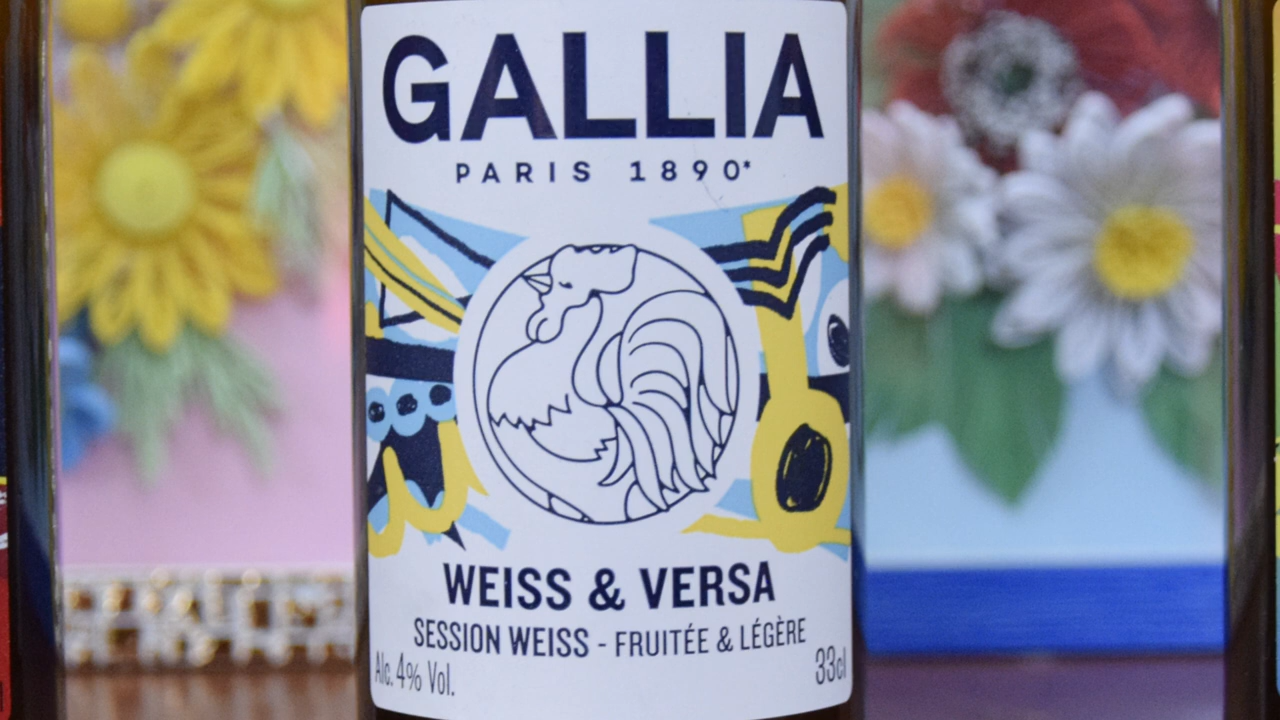 GALLIA
PARIS 1890*
WEISS & VERSA
SESSION WEISS - FRUITÉE & LÉGÈRE
Alc. 4% Vol.
33cl